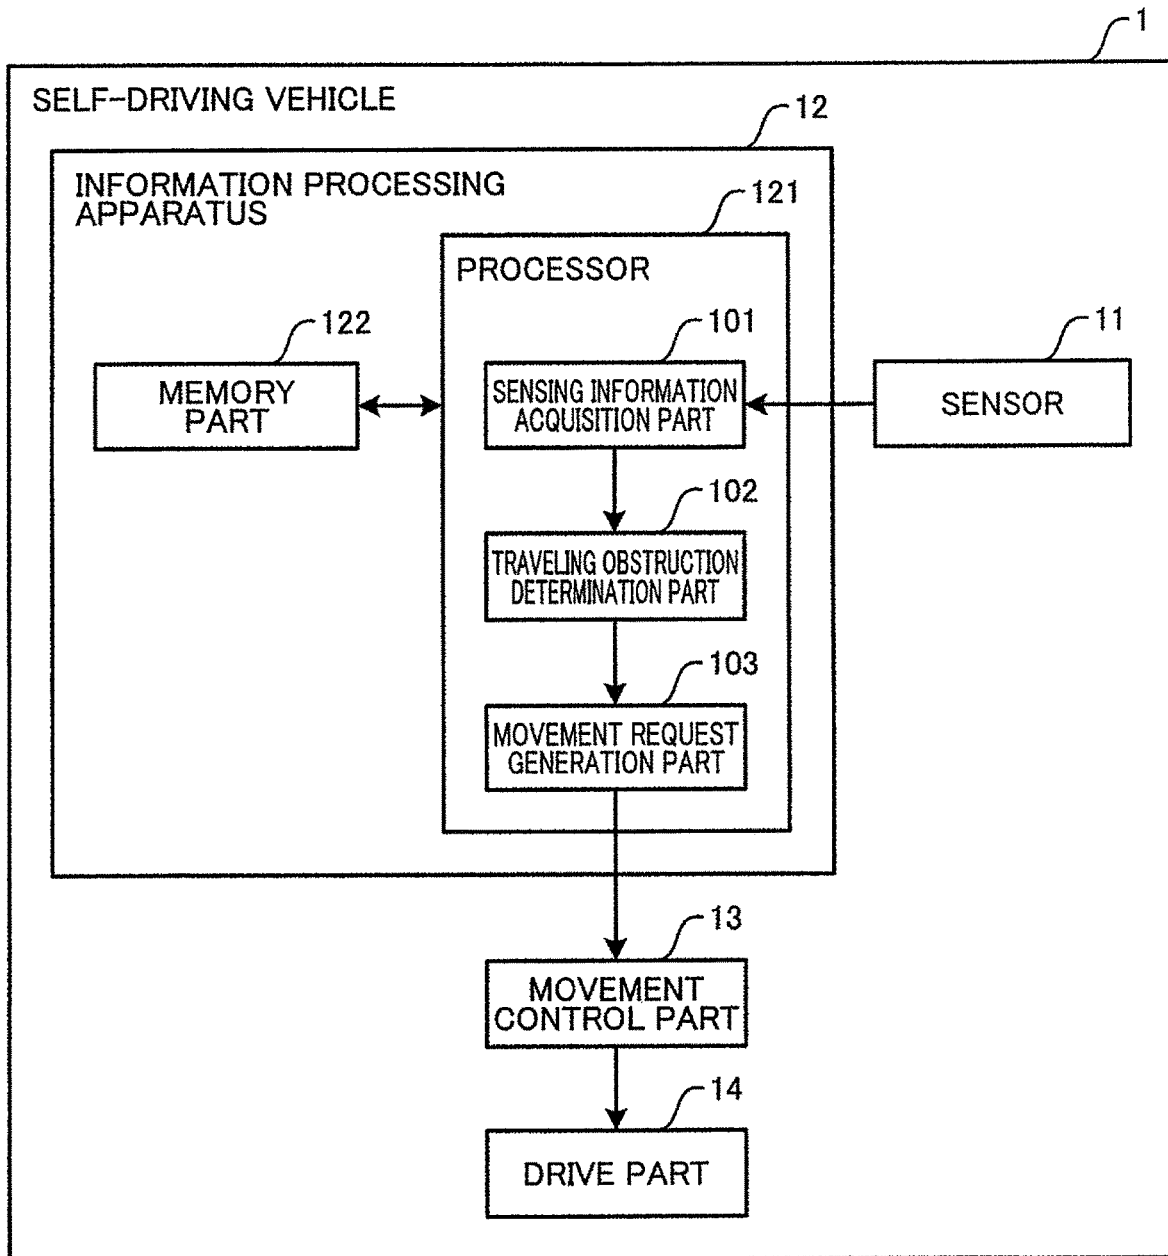 1
SELF-DRIVING VEHICLE
12
INFORMATION PROCESSING
APPARATUS
121
PROCESSOR
122
MEMORY
PART
101
SENSING INFORMATION
ACQUISITION PART
11
SENSOR
102
TRAVELING OBSTRUCTION
DETERMINATION PART
103
MOVEMENT REQUEST
GENERATION PART
13
MOVEMENT
CONTROL PART
14
DRIVE PART